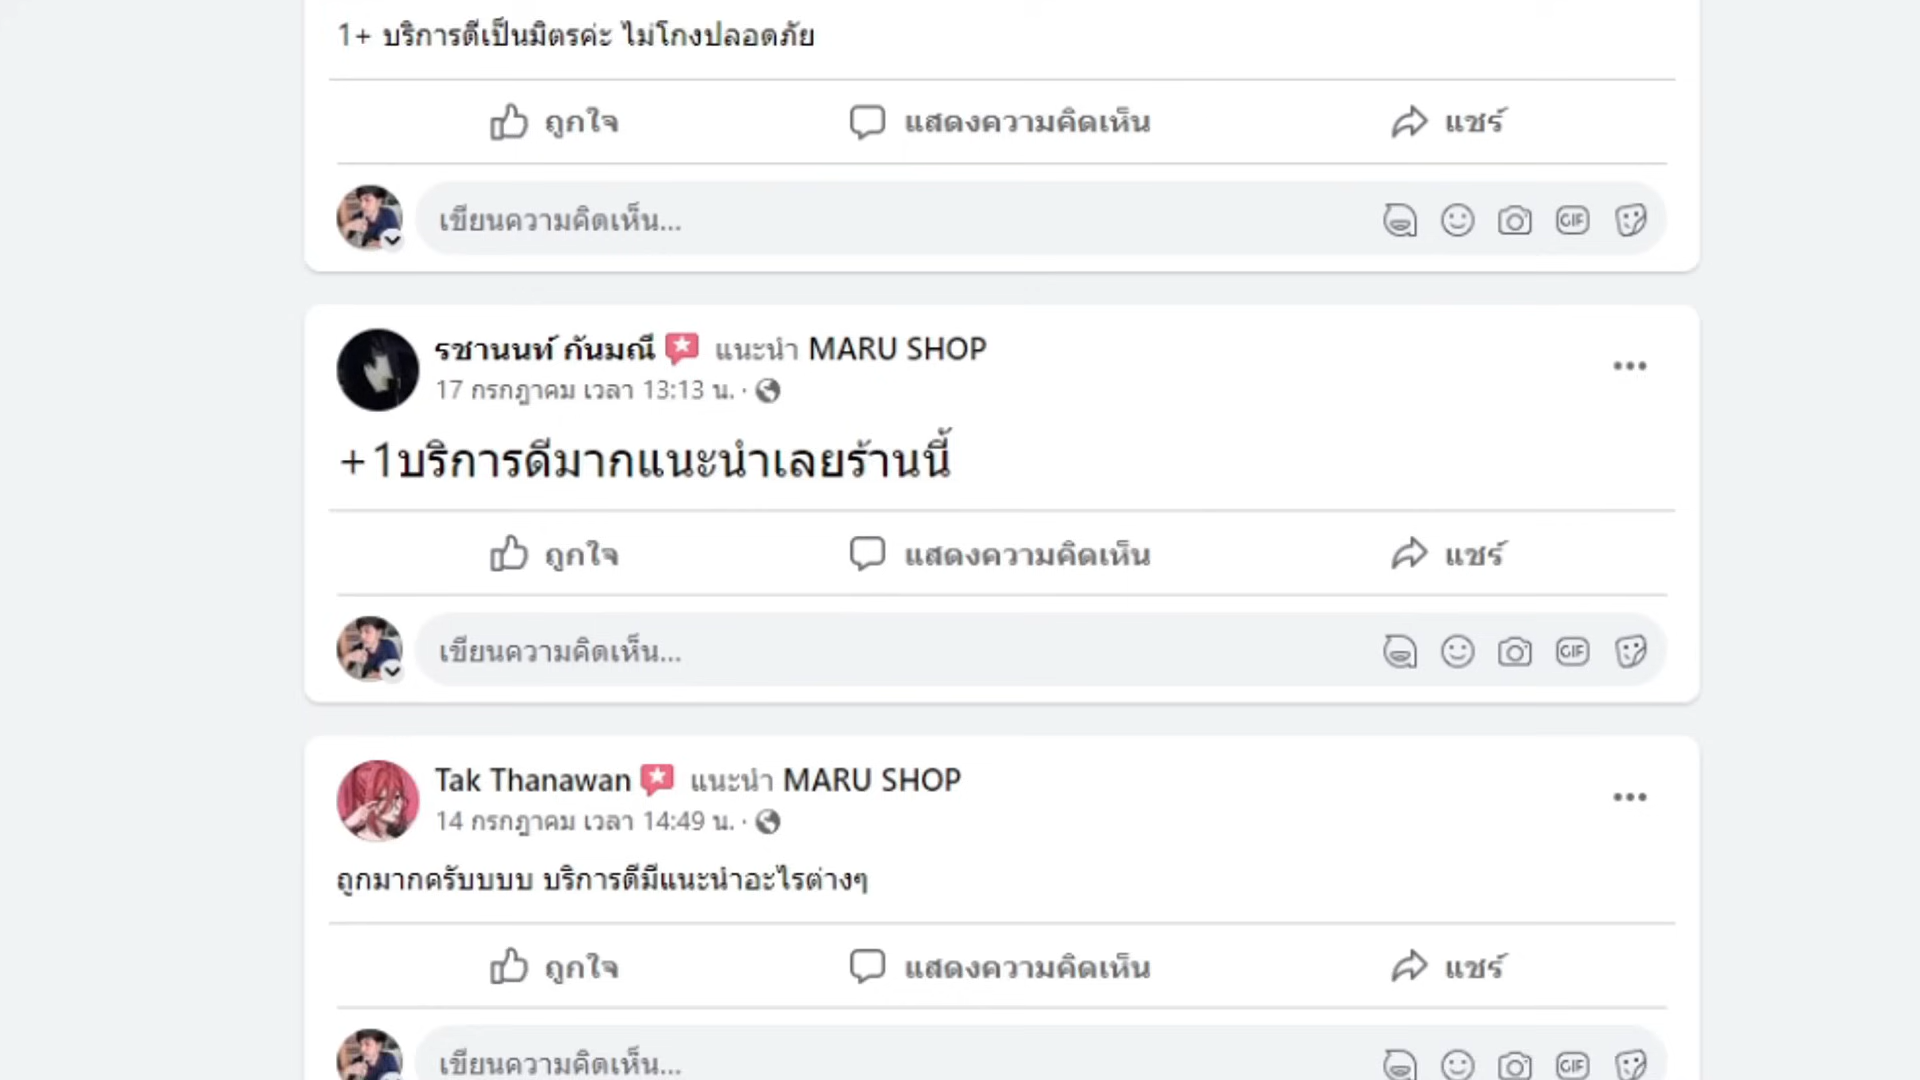 1+ บริการดีเป็นมิตรค่ะ ไม่โกงปลอดภัย
ถูกใจ แสดงความคิดเห็น แชร์
เขียนความคิดเห็น... GIF
รชานนท์ กันมณี แนะนำ MARU SHOP
17 กรกฎาคม เวลา 13:13 น. ·
+1บริการดีมากแนะนำเลยร้านนี้
ถูกใจ แสดงความคิดเห็น แชร์
เขียนความคิดเห็น... GIF
Tak Thanawan แนะนำ MARU SHOP
14 กรกฎาคม เวลา 14:49 น. ·
ถูกมากครับบบบ บริการดีมีแนะนำอะไรต่างๆ
ถูกใจ แสดงความคิดเห็น แชร์
เขียนความคิดเห็น... GIF